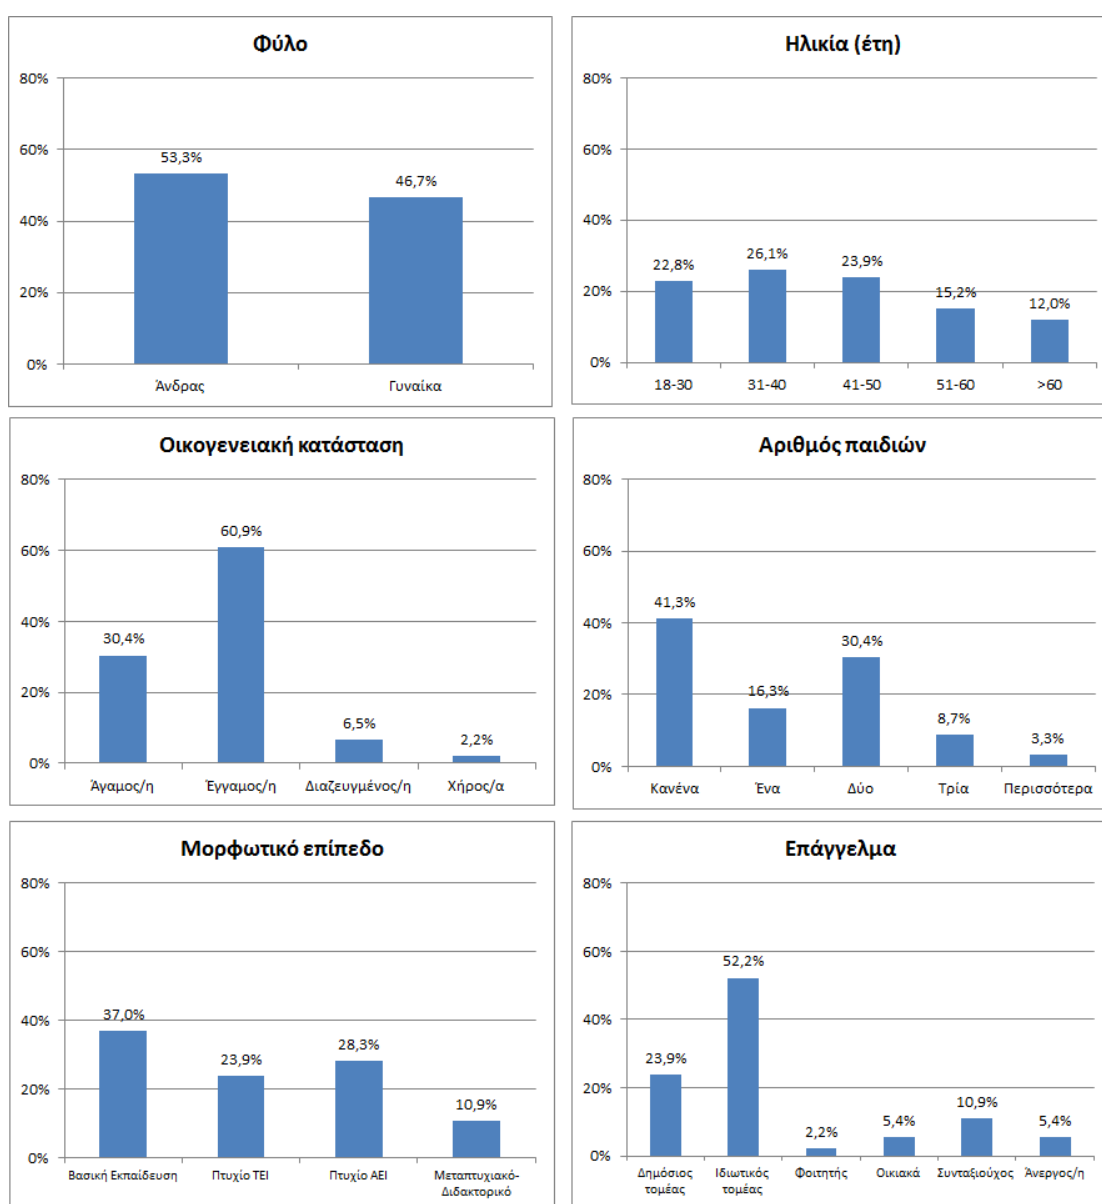 Φύλο
80%
60%
40%
20%
0%
53,3%
46,7%
Άνδρας
Γυναίκα
Ηλικία (έτη)
80%
60%
40%
20%
0%
22,8%
26,1%
23,9%
15,2%
12,0%
18-30
31-40
41-50
51-60
>60
Οικογενειακή κατάσταση
80%
60%
40%
20%
0%
30,4%
60,9%
6,5%
2,2%
Άγαμος/η
Έγγαμος/η
Διαζευγμένος/η
Χήρος/α
Αριθμός παιδιών
80%
60%
40%
20%
0%
41,3%
16,3%
30,4%
8,7%
3,3%
Κανένα
Ένα
Δύο
Τρία
Περισσότερα
Μορφωτικό επίπεδο
80%
60%
40%
20%
0%
37,0%
23,9%
28,3%
10,9%
Βασική Εκπαίδευση
Πτυχίο ΤΕΙ
Πτυχίο ΑΕΙ
Μεταπτυχιακό-
Διδακτορικό
Επάγγελμα
80%
60%
40%
20%
0%
23,9%
52,2%
2,2%
5,4%
10,9%
5,4%
Δημόσιος
τομέας
Ιδιωτικός
τομέας
Φοιτητής
Οικιακά
Συνταξιούχος
Άνεργος/η